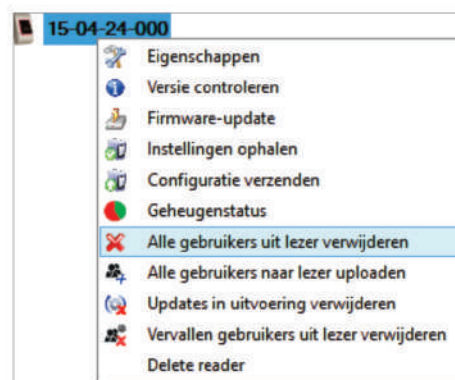 15-04-24-000
Eigenschappen
Versie controleren
Firmware-update
Instellingen ophalen
Configuratie verzenden
Geheugenstatus
Alle gebruikers uit lezer verwijderen
Alle gebruikers naar lezer uploaden
Updates in uitvoering verwijderen
Vervallen gebruikers uit lezer verwijderen
Delete reader